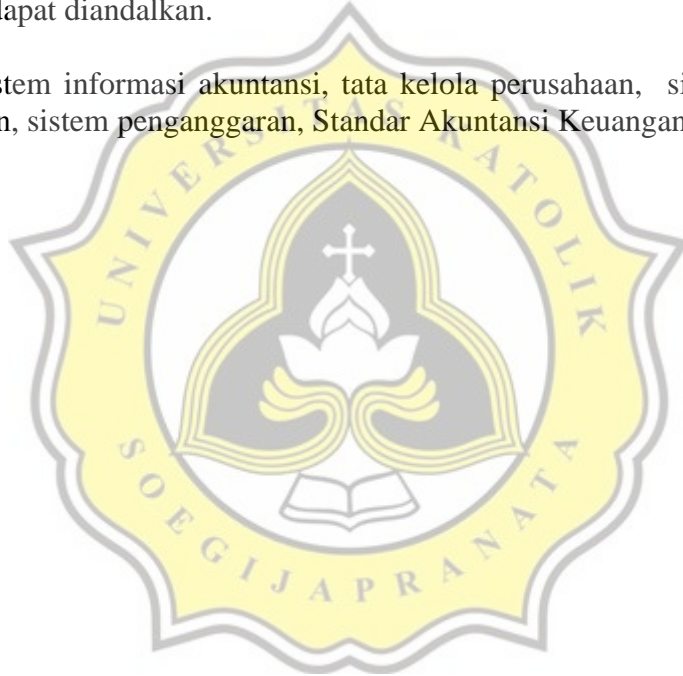 dapat diandalkan.
stem informasi akuntansi, tata kelola perusahaan, si
n, sistem penganggaran, Standar Akuntansi Keuangan
UNIVERSITAS KATOLIK
SOEGIJAPRANATA